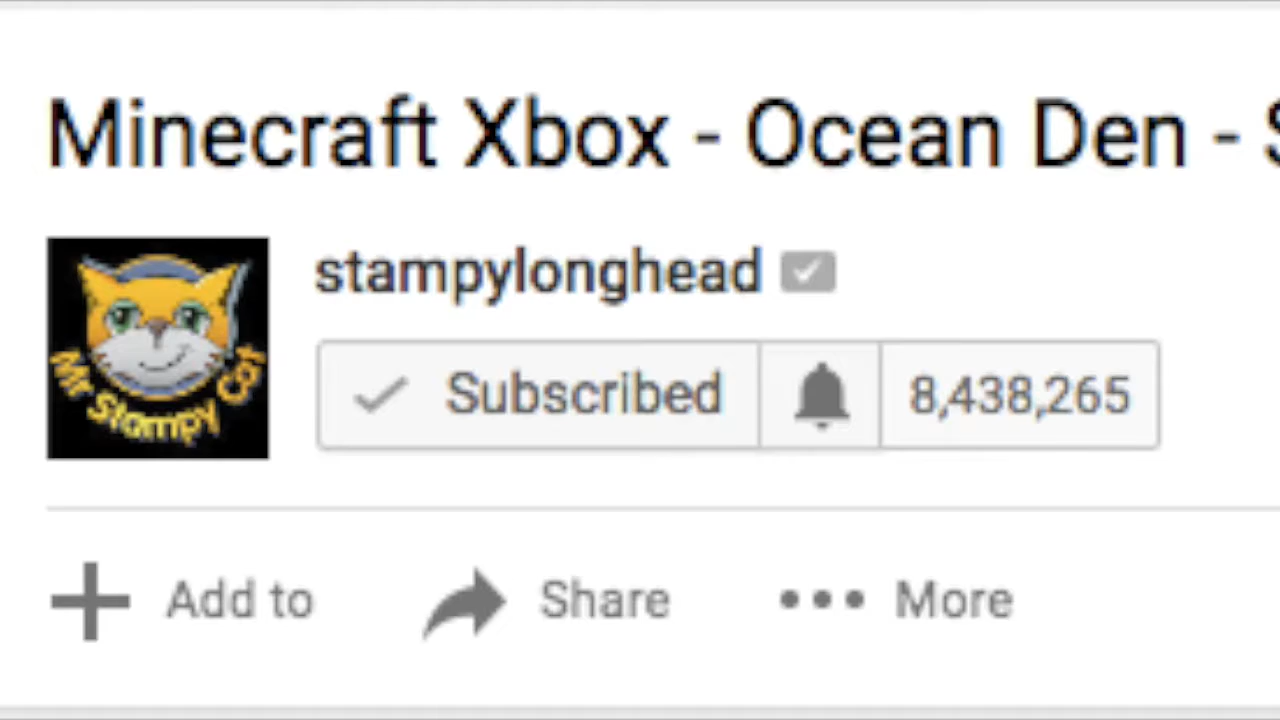 Minecraft Xbox - Ocean Den -
stampylonghead
Mr Stampy Cat
Subscribed 8,438,265
Add to Share More